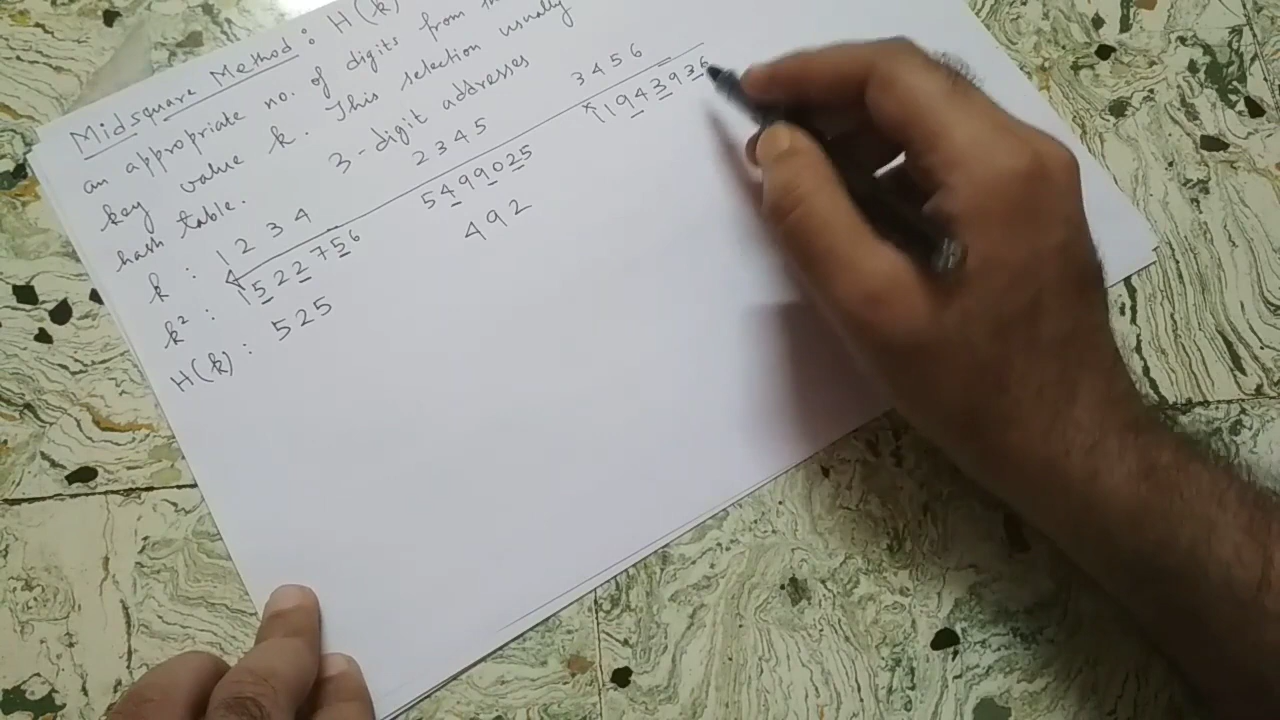 Midsquare Method: H(k)
an appropriate no. of digits from
key value k. This selection usually
hash table. 3-digit addresses
k: 1234 2345 3456
k²: 1522756 5499025 11943936
H(k): 525 492